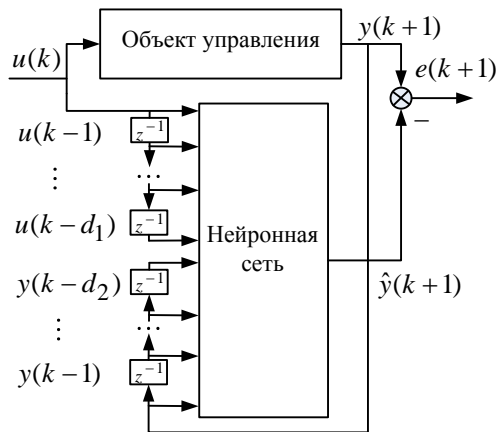 Объект управления
y(k+1)
u(k)
e(k+1)
−
u(k−1)
z⁻¹
...
⋮
u(k−d₁)
z⁻¹
Нейронная
сеть
y(k−d₂)
z⁻¹
ŷ(k+1)
...
⋮
y(k−1)
z⁻¹